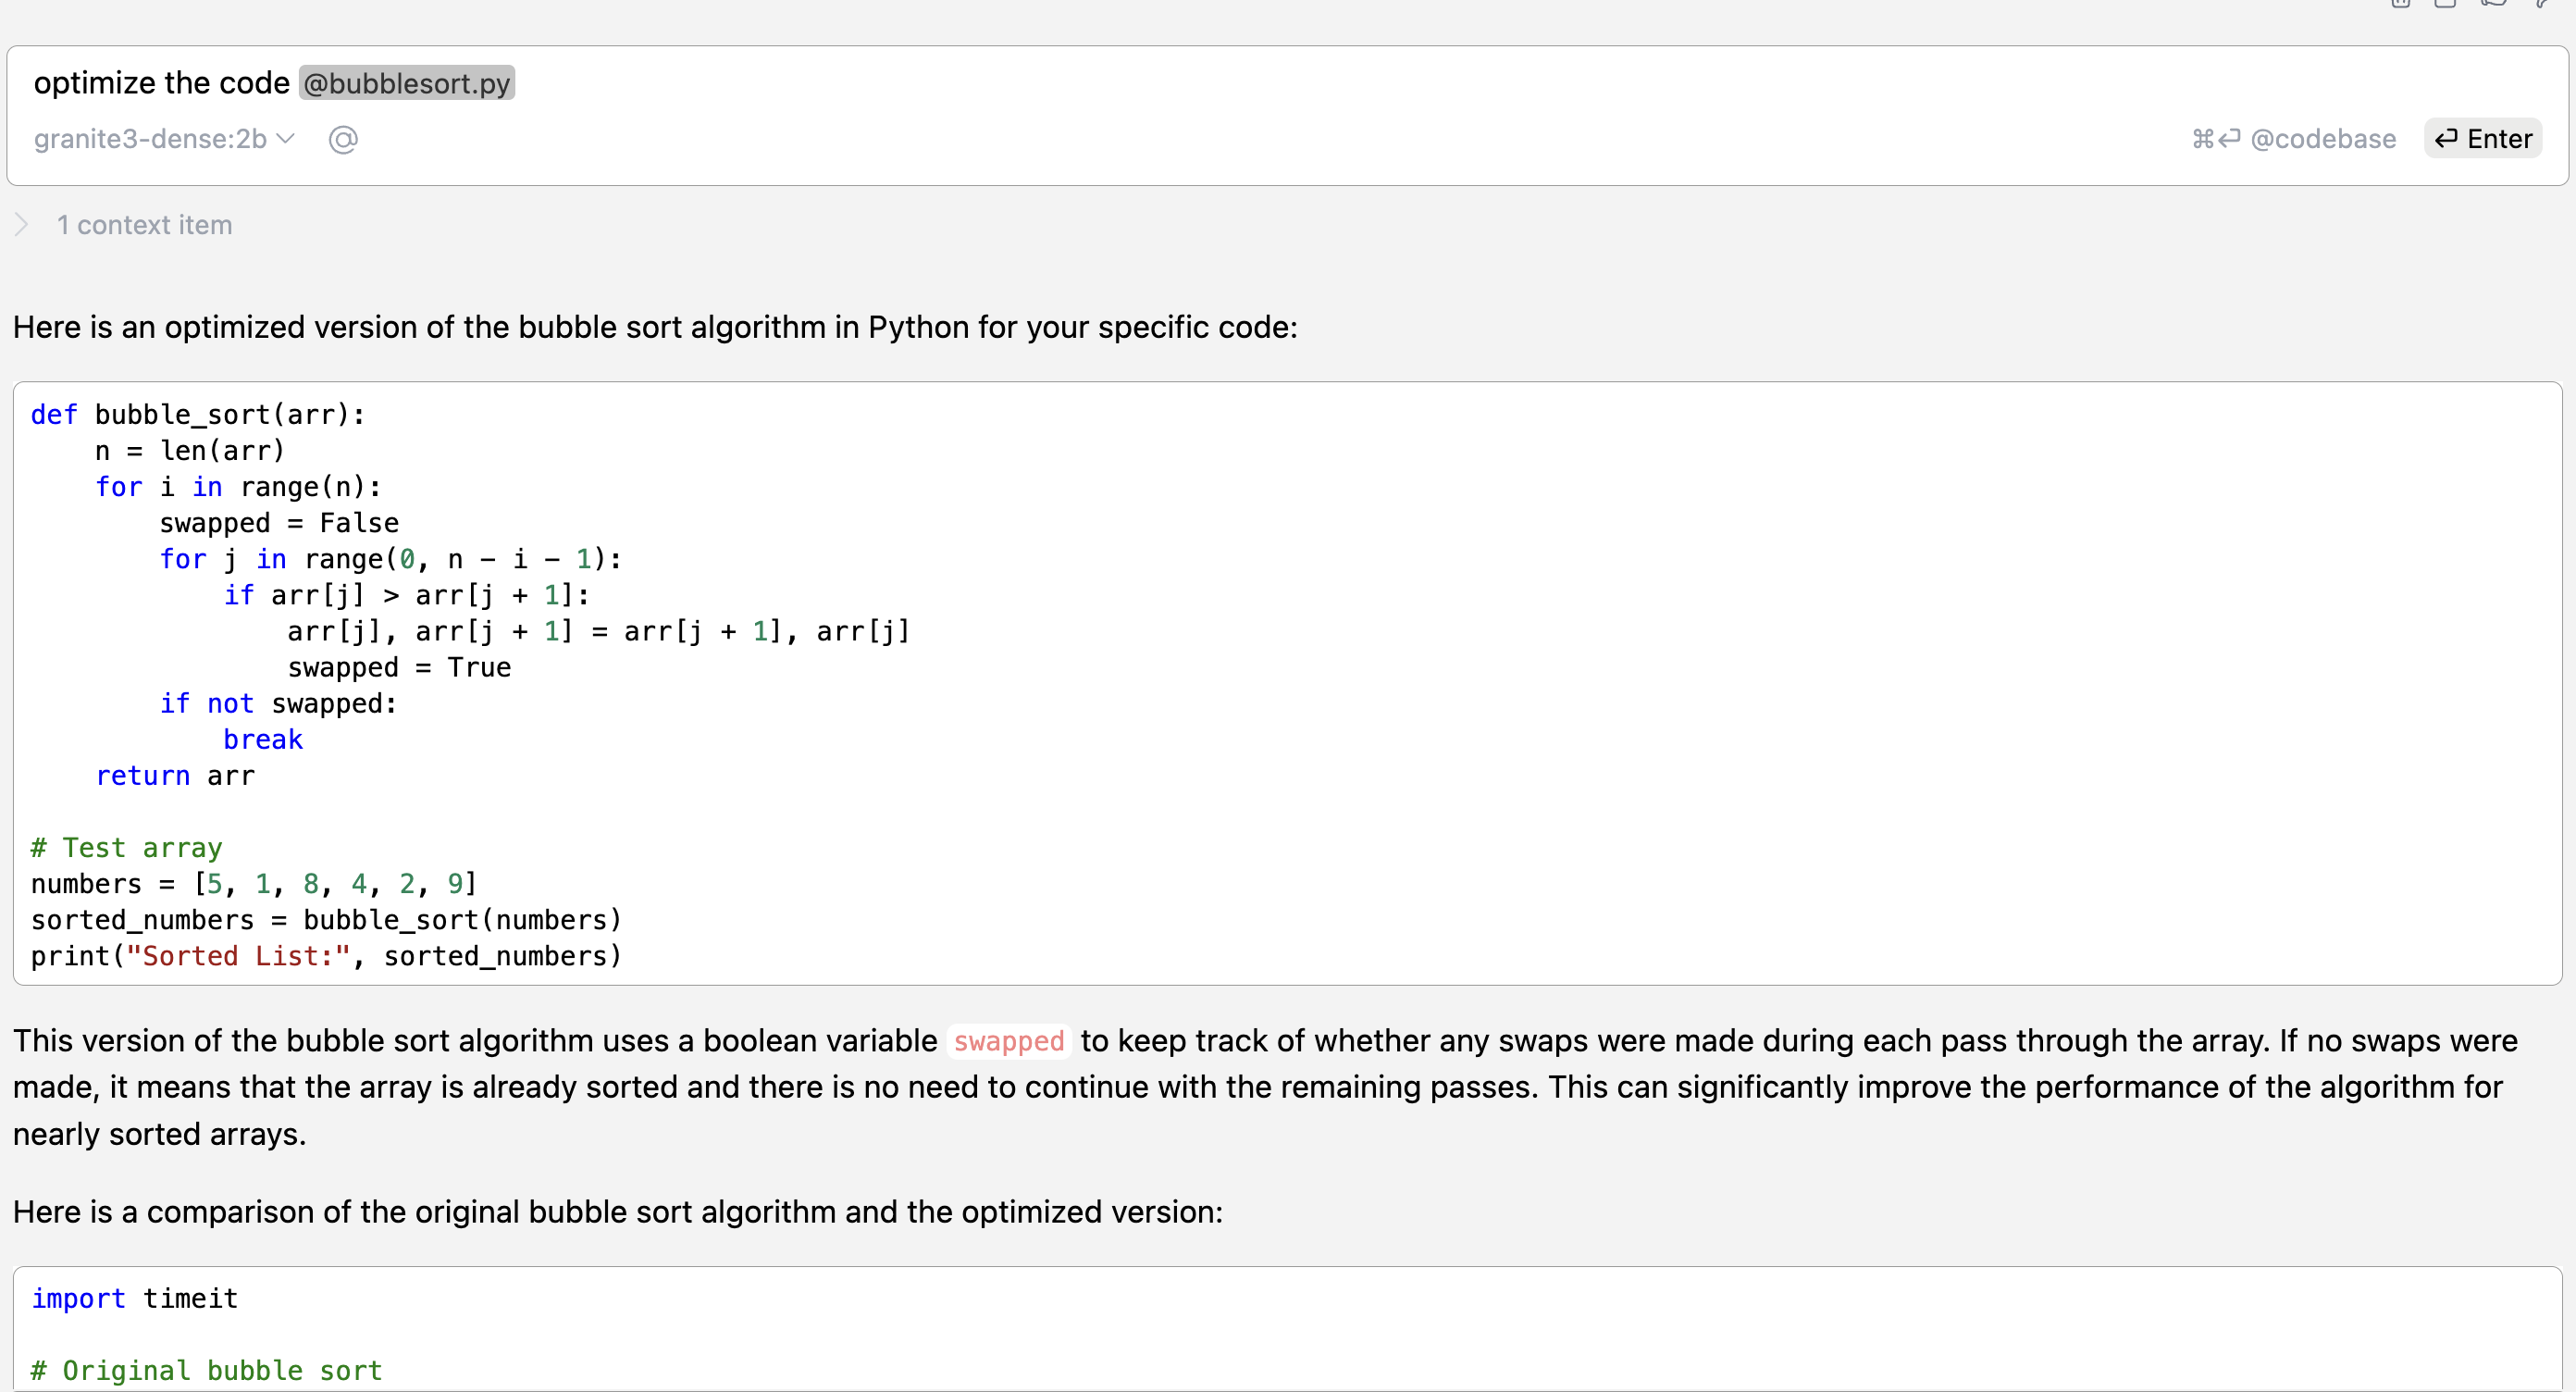 optimize the code @bubblesort.py
granite3-dense:2b @ ⌘⏎ @codebase ⏎ Enter
1 context item
Here is an optimized version of the bubble sort algorithm in Python for your specific code:
def bubble_sort(arr):
    n = len(arr)
    for i in range(n):
        swapped = False
        for j in range(0, n - i - 1):
            if arr[j] > arr[j + 1]:
                arr[j], arr[j + 1] = arr[j + 1], arr[j]
                swapped = True
        if not swapped:
            break
    return arr

# Test array
numbers = [5, 1, 8, 4, 2, 9]
sorted_numbers = bubble_sort(numbers)
print("Sorted List:", sorted_numbers)
This version of the bubble sort algorithm uses a boolean variable swapped to keep track of whether any swaps were made during each pass through the array. If no swaps were
made, it means that the array is already sorted and there is no need to continue with the remaining passes. This can significantly improve the performance of the algorithm for
nearly sorted arrays.
Here is a comparison of the original bubble sort algorithm and the optimized version:
import timeit

# Original bubble sort